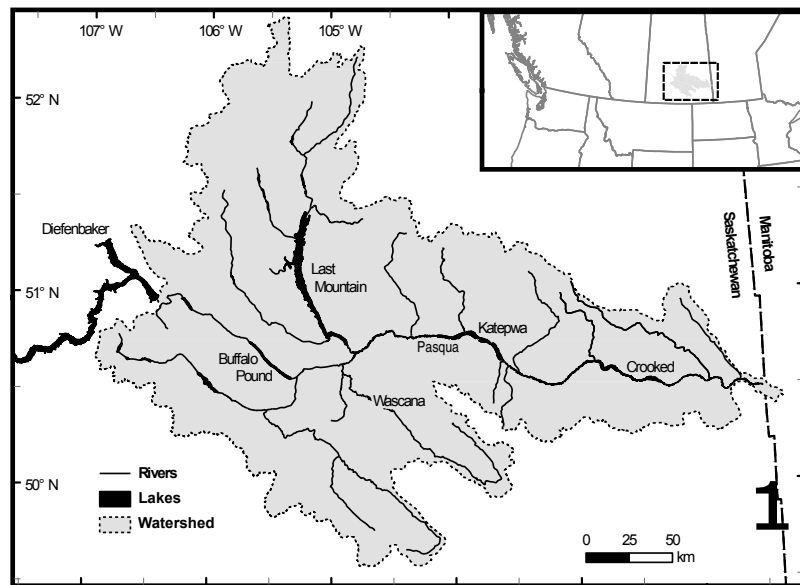 107° W
106° W
105° W
52° N
Diefenbaker
Saskatchewan
Manitoba
51° N
Last
Mountain
Katepwa
Pasqua
Buffalo
Pound
Crooked
Wascana
50° N
Rivers
Lakes
Watershed
1
0 25 50
km